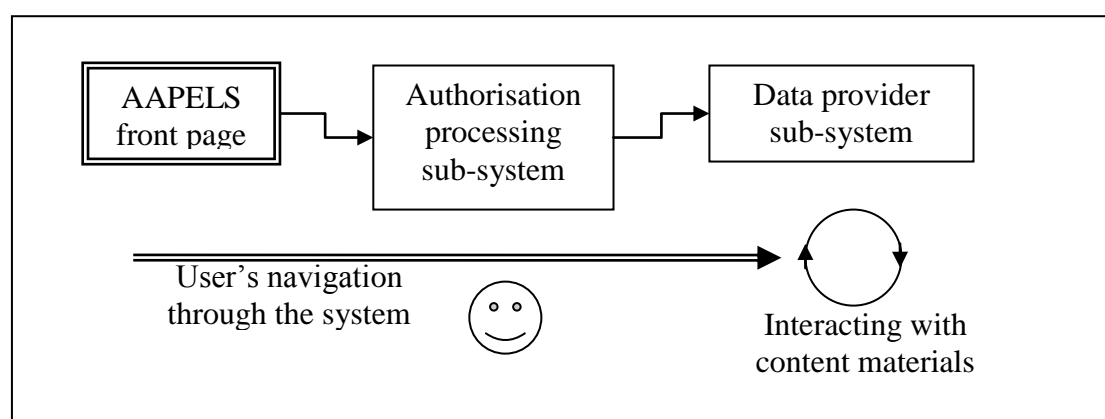 AAPELS
front page
Authorisation
processing
sub-system
Data provider
sub-system
User’s navigation
through the system
Interacting with
content materials